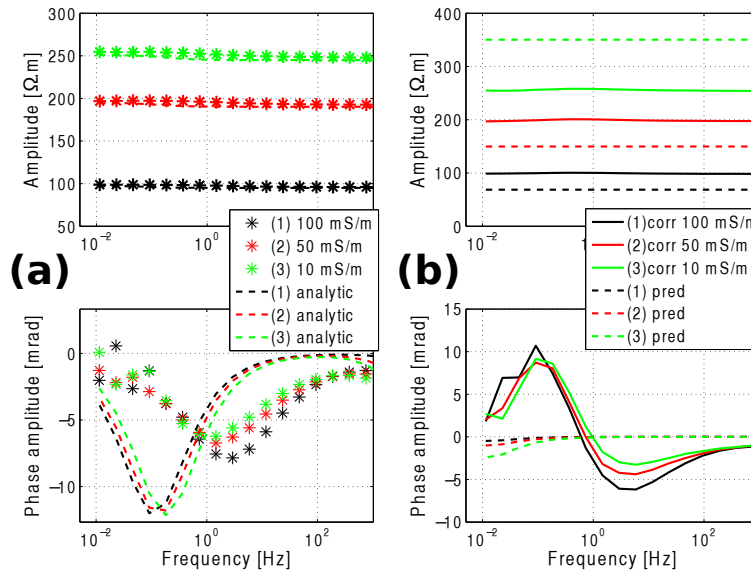 300
250
200
150
100
50
Amplitude [Ω.m]
10⁻²
10⁰
400
300
200
100
0
Amplitude [Ω.m]
10⁻²
10⁰
(a)
(1) 100 mS/m
(2) 50 mS/m
(3) 10 mS/m
(1) analytic
(2) analytic
(3) analytic
(b)
(1)corr 100 mS/m
(2)corr 50 mS/m
(3)corr 10 mS/m
(1) pred
(2) pred
(3) pred
0
−5
−10
Phase amplitude [mrad]
10⁻²
10⁰
10²
Frequency [Hz]
15
10
5
0
−5
−10
Phase amplitude [mrad]
10⁻²
10⁰
10²
Frequency [Hz]